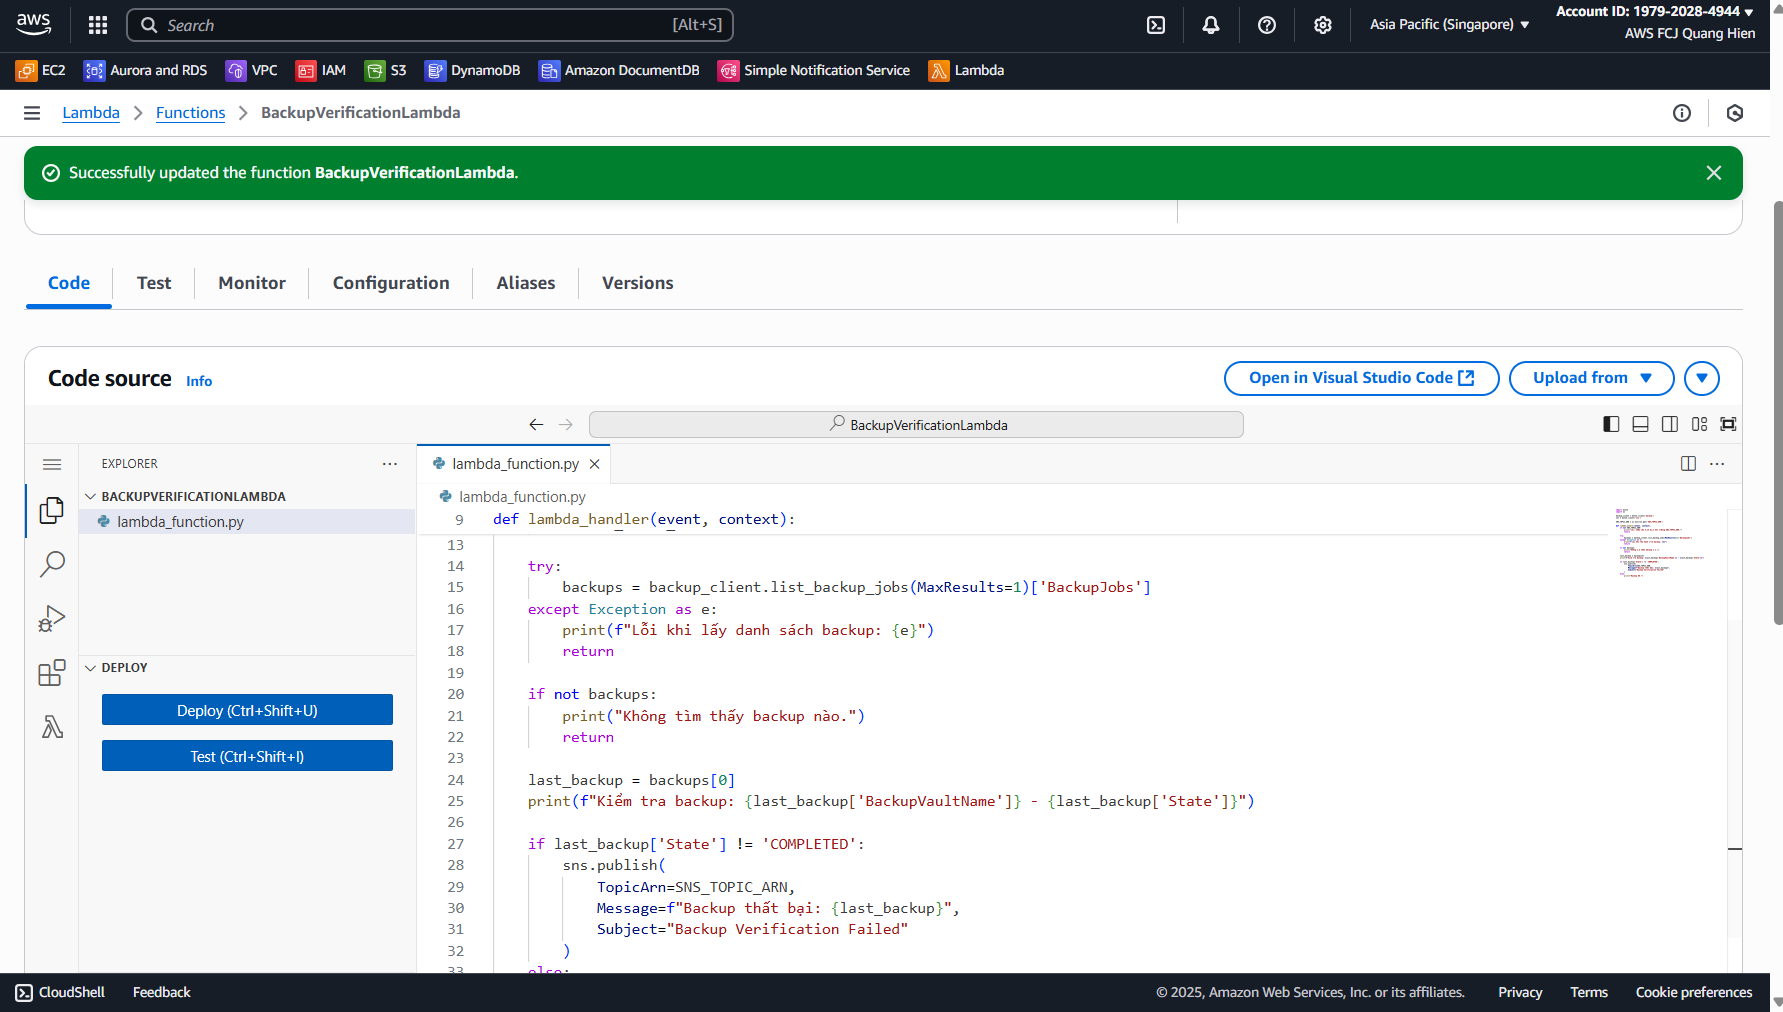 aws
Search [Alt+S]
Asia Pacific (Singapore)
Account ID: 1979-2028-4944
AWS FCJ Quang Hien
EC2 Aurora and RDS VPC IAM S3 DynamoDB Amazon DocumentDB Simple Notification Service Lambda
Lambda Functions BackupVerificationLambda
Successfully updated the function BackupVerificationLambda.
Code Test Monitor Configuration Aliases Versions
Code source Info
Open in Visual Studio Code Upload from
BackupVerificationLambda
EXPLORER
BACKUPVERIFICATIONLAMBDA
lambda_function.py
DEPLOY
Deploy (Ctrl+Shift+U)
Test (Ctrl+Shift+I)
lambda_function.py
lambda_function.py
9 def lambda_handler(event, context):
13
14 try:
15 backups = backup_client.list_backup_jobs(MaxResults=1)['BackupJobs']
16 except Exception as e:
17 print(f"Lỗi khi lấy danh sách backup: {e}")
18 return
19
20 if not backups:
21 print("Không tìm thấy backup nào.")
22 return
23
24 last_backup = backups[0]
25 print(f"Kiểm tra backup: {last_backup['BackupVaultName']} - {last_backup['State']}")
26
27 if last_backup['State'] != 'COMPLETED':
28 sns.publish(
29 TopicArn=SNS_TOPIC_ARN,
30 Message=f"Backup thất bại: {last_backup}",
31 Subject="Backup Verification Failed"
32 )
33 else:
CloudShell Feedback
© 2025, Amazon Web Services, Inc. or its affiliates. Privacy Terms Cookie preferences